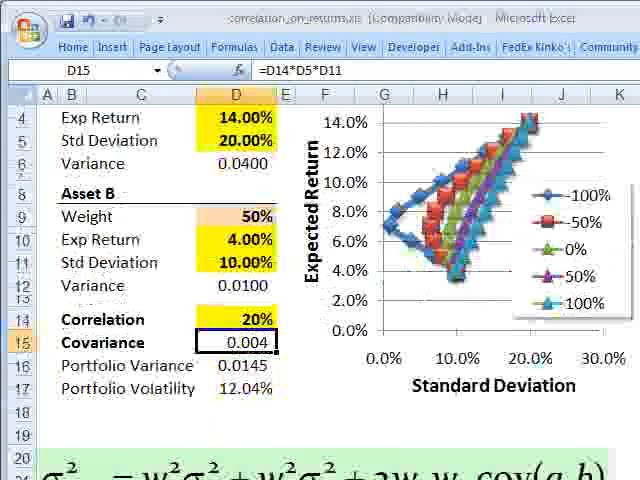 correlation_on_returns.xls [Compatibility Mode] Microsoft Excel
Home Insert Page Layout Formulas Data Review View Developer Add-Ins FedEx Kinko's Community
D15 fx =D14*D5*D11
A B C D E F G H I J K
4 Exp Return 14.00%
5 Std Deviation 20.00%
6 Variance 0.0400
8 Asset B
9 Weight 50%
10 Exp Return 4.00%
11 Std Deviation 10.00%
12 Variance 0.0100
13
14 Correlation 20%
15 Covariance 0.004
16 Portfolio Variance 0.0145
17 Portfolio Volatility 12.04%
18
19
20
Expected Return
14.0%
12.0%
10.0%
8.0%
6.0%
4.0%
2.0%
0.0%
0.0% 10.0% 20.0% 30.0%
Standard Deviation
-100%
-50%
0%
50%
100%